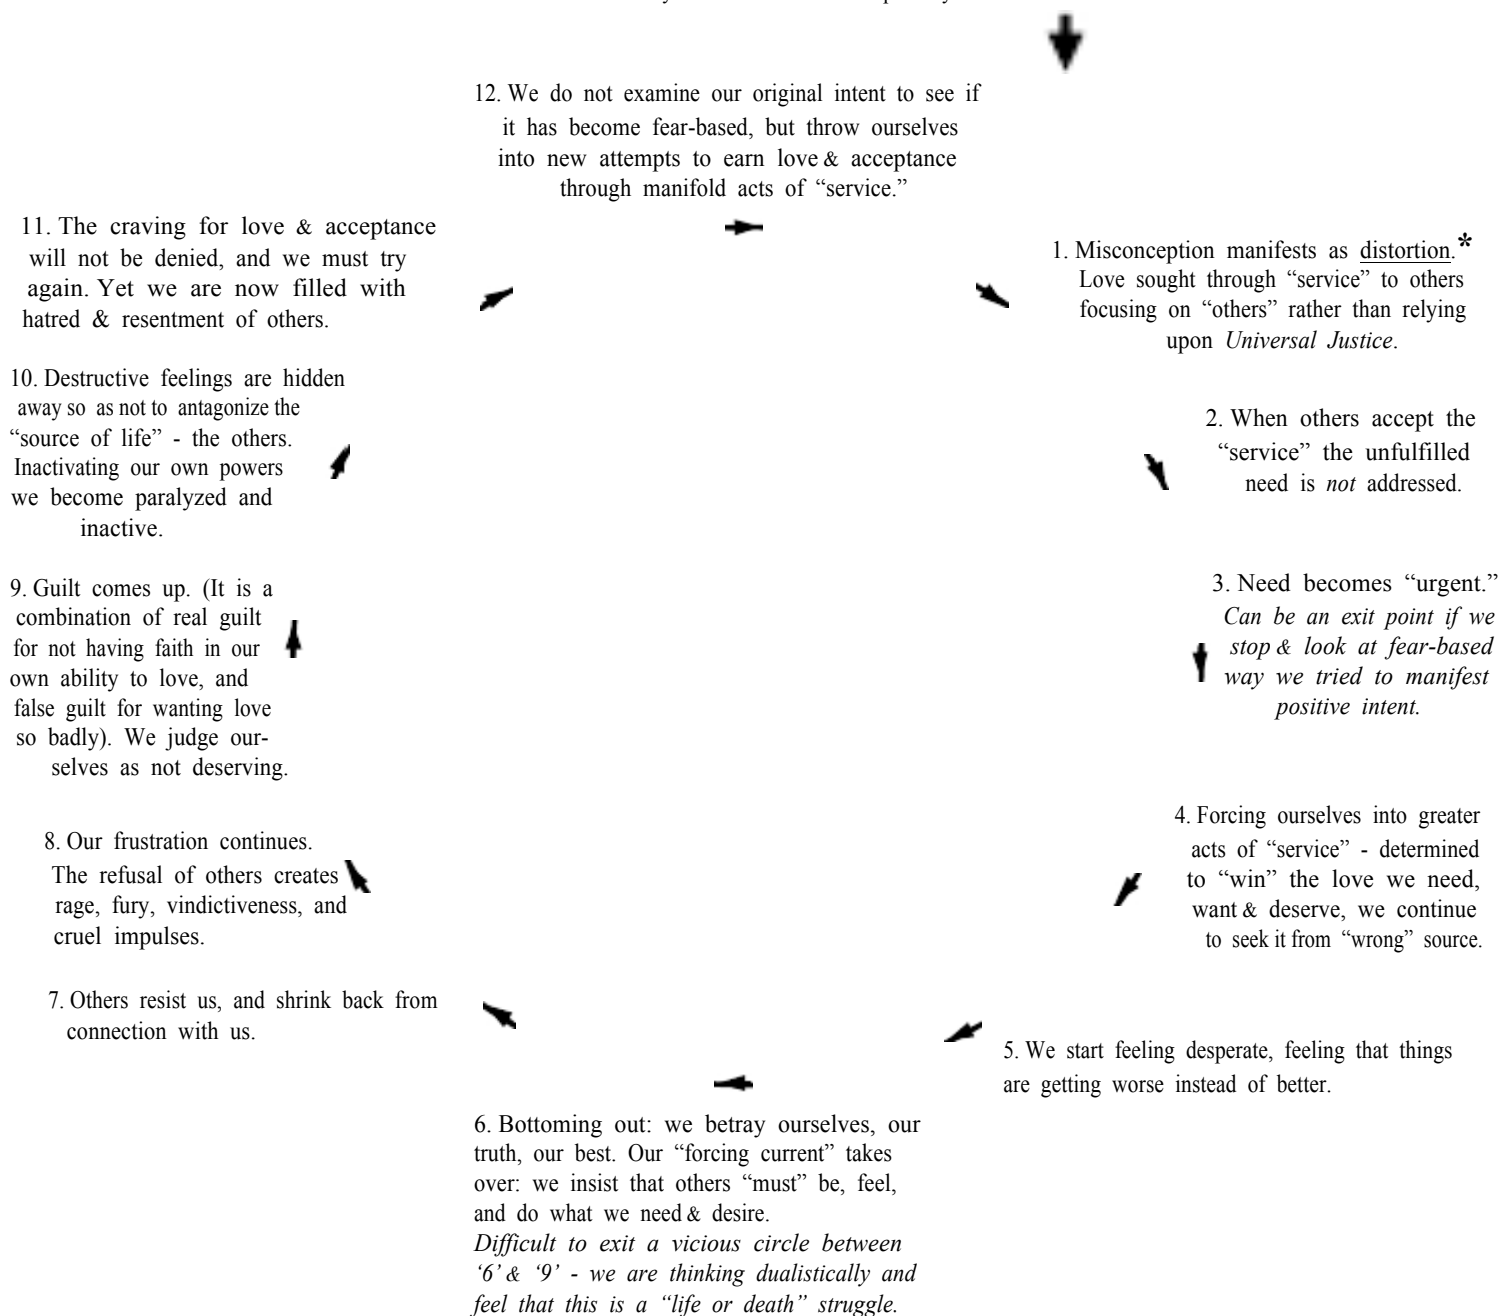 12. We do not examine our original intent to see if
it has become fear-based, but throw ourselves
into new attempts to earn love & acceptance
through manifold acts of “service.”
1. Misconception manifests as distortion.*
Love sought through “service” to others
focusing on “others” rather than relying
upon Universal Justice.
2. When others accept the
“service” the unfulfilled
need is not addressed.
3. Need becomes “urgent.”
Can be an exit point if we
stop & look at fear-based
way we tried to manifest
positive intent.
4. Forcing ourselves into greater
acts of “service” - determined
to “win” the love we need,
want & deserve, we continue
to seek it from “wrong” source.
5. We start feeling desperate, feeling that things
are getting worse instead of better.
6. Bottoming out: we betray ourselves, our
truth, our best. Our “forcing current” takes
over: we insist that others “must” be, feel,
and do what we need & desire.
Difficult to exit a vicious circle between
‘6’ & ‘9’ - we are thinking dualistically and
feel that this is a “life or death” struggle.
7. Others resist us, and shrink back from
connection with us.
8. Our frustration continues.
The refusal of others creates
rage, fury, vindictiveness, and
cruel impulses.
9. Guilt comes up. (It is a
combination of real guilt
for not having faith in our
own ability to love, and
false guilt for wanting love
so badly). We judge our-
selves as not deserving.
10. Destructive feelings are hidden
away so as not to antagonize the
“source of life” - the others.
Inactivating our own powers
we become paralyzed and
inactive.
11. The craving for love & acceptance
will not be denied, and we must try
again. Yet we are now filled with
hatred & resentment of others.